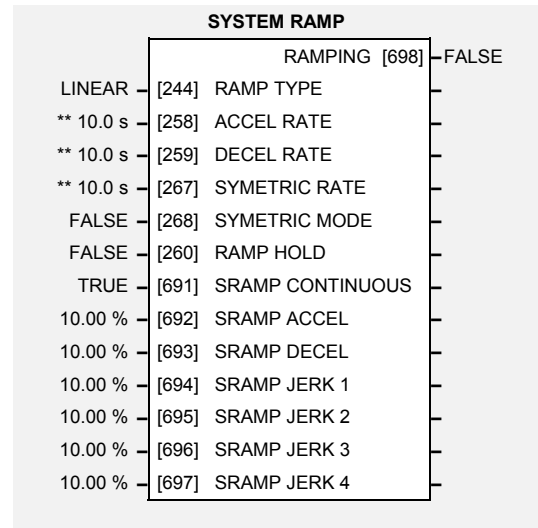 SYSTEM RAMP
RAMPING [698] FALSE
LINEAR [244] RAMP TYPE
** 10.0 s [258] ACCEL RATE
** 10.0 s [259] DECEL RATE
** 10.0 s [267] SYMETRIC RATE
FALSE [268] SYMETRIC MODE
FALSE [260] RAMP HOLD
TRUE [691] SRAMP CONTINUOUS
10.00 % [692] SRAMP ACCEL
10.00 % [693] SRAMP DECEL
10.00 % [694] SRAMP JERK 1
10.00 % [695] SRAMP JERK 2
10.00 % [696] SRAMP JERK 3
10.00 % [697] SRAMP JERK 4